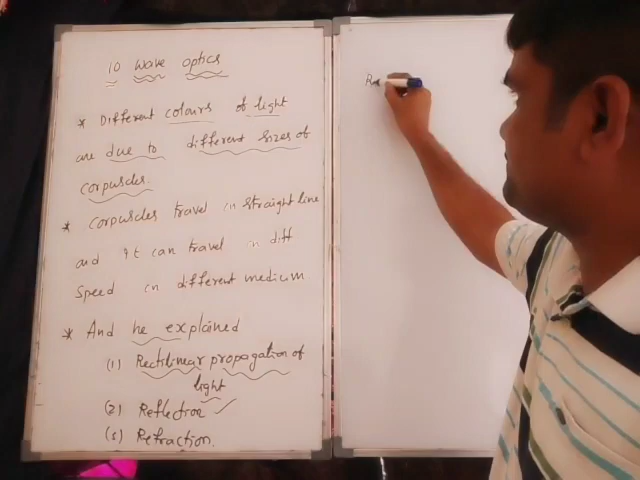 10 Wave Optics
* Different colours of light
are due to different sizes of
corpuscles.
* Corpuscles travel in straight line
and it can travel in diff
speed in different medium
* And he explained
(1) Rectilinear propagation of
light
(2) Reflection ✓
(3) Refraction.